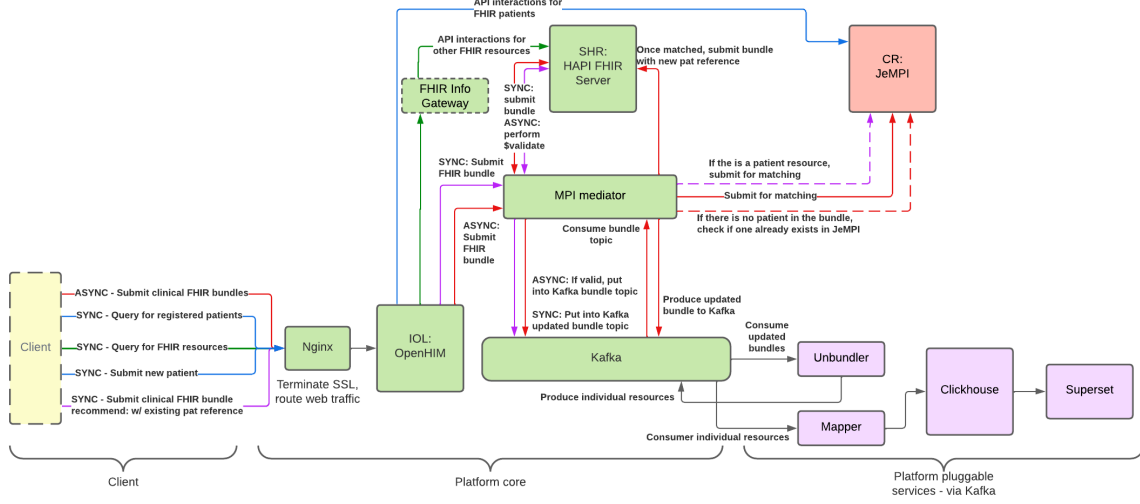 API interactions for
FHIR patients
API interactions for
other FHIR resources
SHR:
HAPI FHIR
Server
Once matched, submit bundle
with new pat reference
CR:
JeMPI
FHIR Info
Gateway
SYNC:
submit
bundle
ASYNC:
perform
$validate
SYNC: Submit
FHIR bundle
If the is a patient resource,
submit for matching
MPI mediator
Submit for matching
If there is no patient in the bundle,
check if one already exists in JeMPI
ASYNC:
Submit
FHIR
bundle
Consume bundle
topic
ASYNC: If valid, put
into Kafka bundle topic
SYNC: Put into Kafka
updated bundle topic
Produce updated
bundle to Kafka
Client
ASYNC - Submit clinical FHIR bundles
SYNC - Query for registered patients
SYNC - Query for FHIR resources
SYNC - Submit new patient
SYNC - Submit clinical FHIR bundle
recommend: w/ existing pat reference
Nginx
Terminate SSL,
route web traffic
IOL:
OpenHIM
Kafka
Consume
updated
bundles
Unbundler
Produce individual resources
Consumer individual resources
Mapper
Clickhouse
Superset
Client
Platform core
Platform pluggable
services - via Kafka